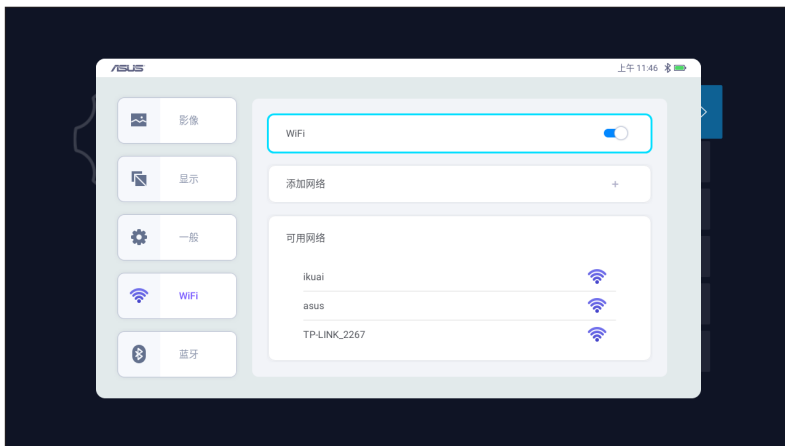 ASUS
上午 11:46
影像
显示
一般
WiFi
蓝牙
WiFi
添加网络
+
可用网络
ikuai
asus
TP-LINK_2267